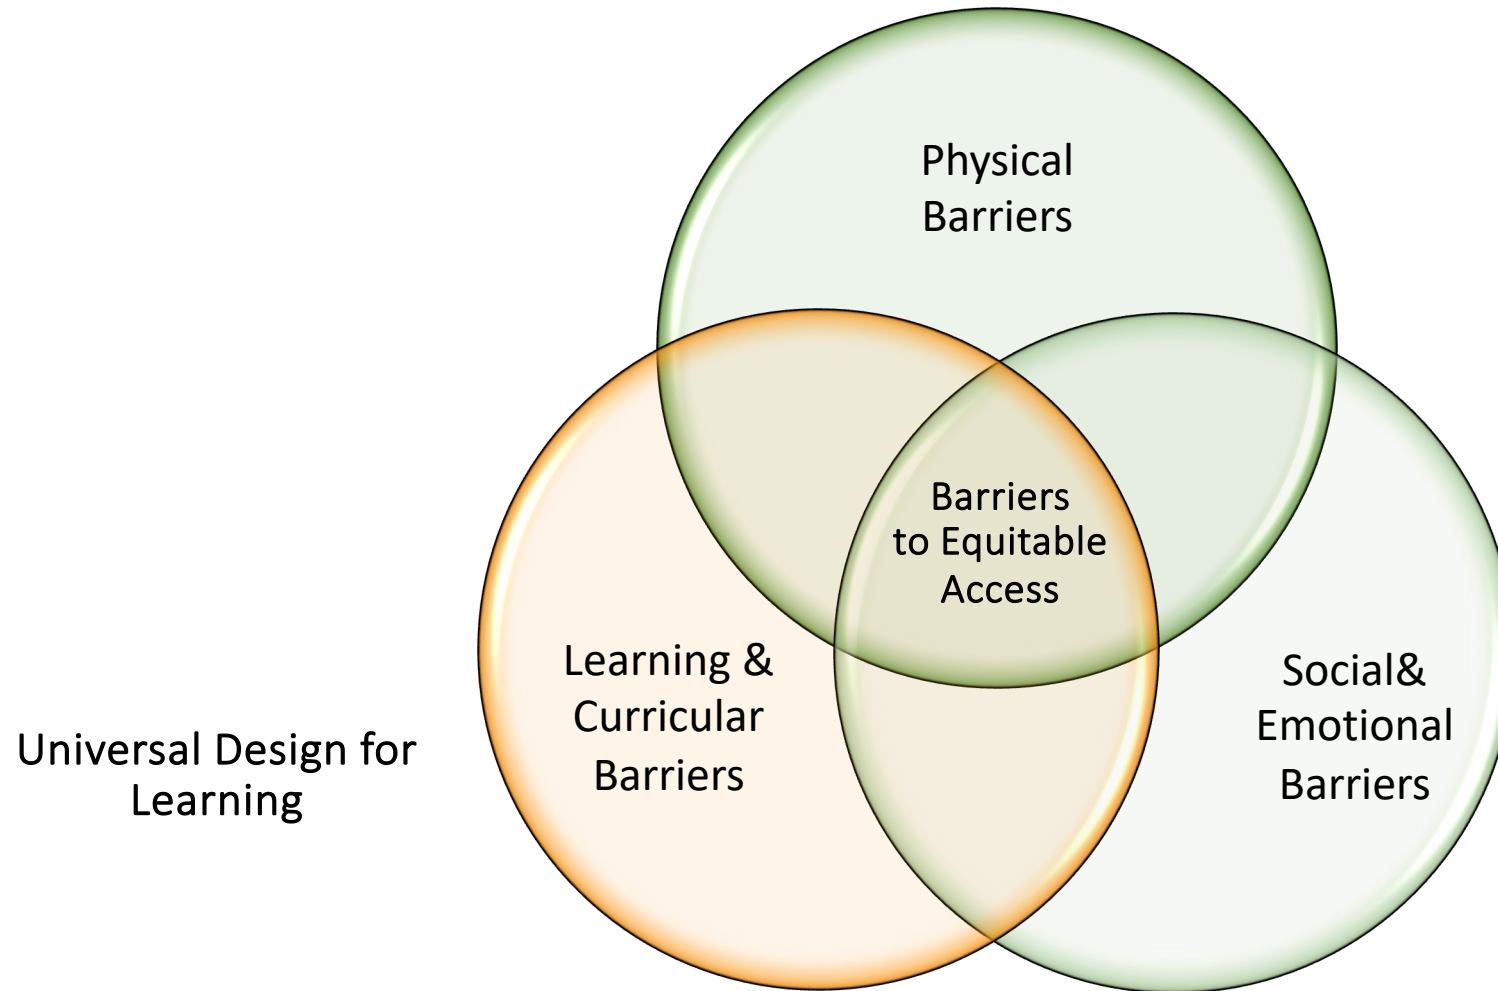 Physical
Barriers
Barriers
to Equitable
Access
Learning &
Curricular
Barriers
Social&
Emotional
Barriers
Universal Design for
Learning